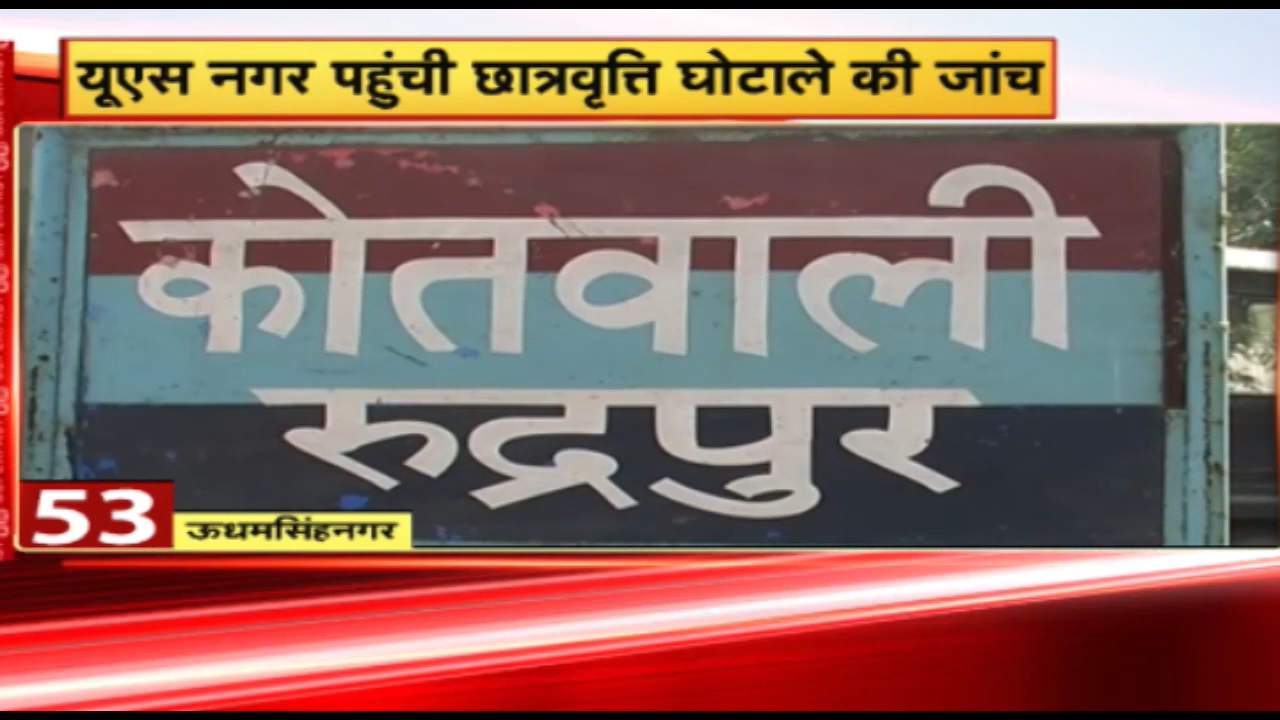 यूएस नगर पहुंची छात्रवृत्ति घोटाले की जांच
कोतवाली
रुद्रपुर
53
ऊधमसिंहनगर